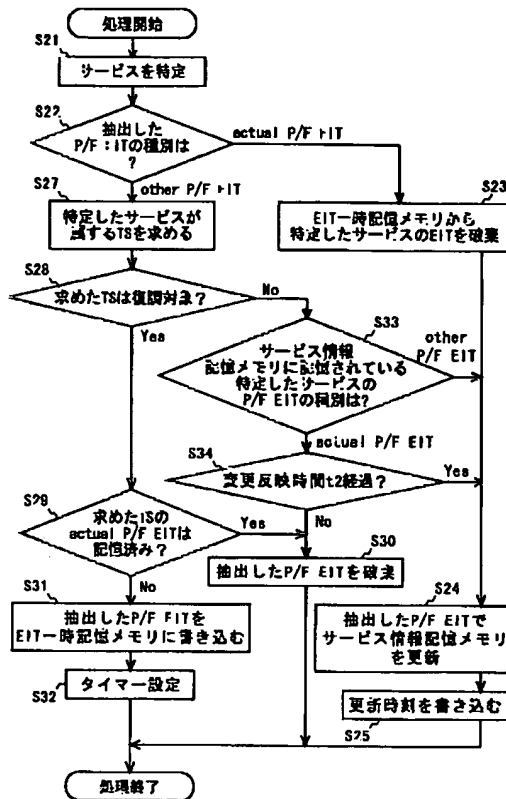 処理開始
S21
サービスを特定
S22
抽出した
P/F EITの種別は
?
actual P/F EIT
S27
other P/F EIT
特定したサービスが
属するTSを求める
S23
EIT一時記憶メモリから
特定したサービスのEITを破棄
S28
求めたTSは復調対象?
No
Yes
S33
サービス情報
記憶メモリに記憶されている
特定したサービスの
P/F EITの種別は?
other
P/F EIT
actual P/F EIT
S34
変更反映時間t2経過?
Yes
No
S29
求めたTSの
actual P/F EITは
記憶済み?
Yes
No
S30
抽出したP/F EITを破棄
S31
抽出したP/F EITを
EIT一時記憶メモリに書き込む
S24
抽出したP/F EITで
サービス情報記憶メモリ
を更新
S32
タイマー設定
更新時刻を書き込む
S25
処理終了